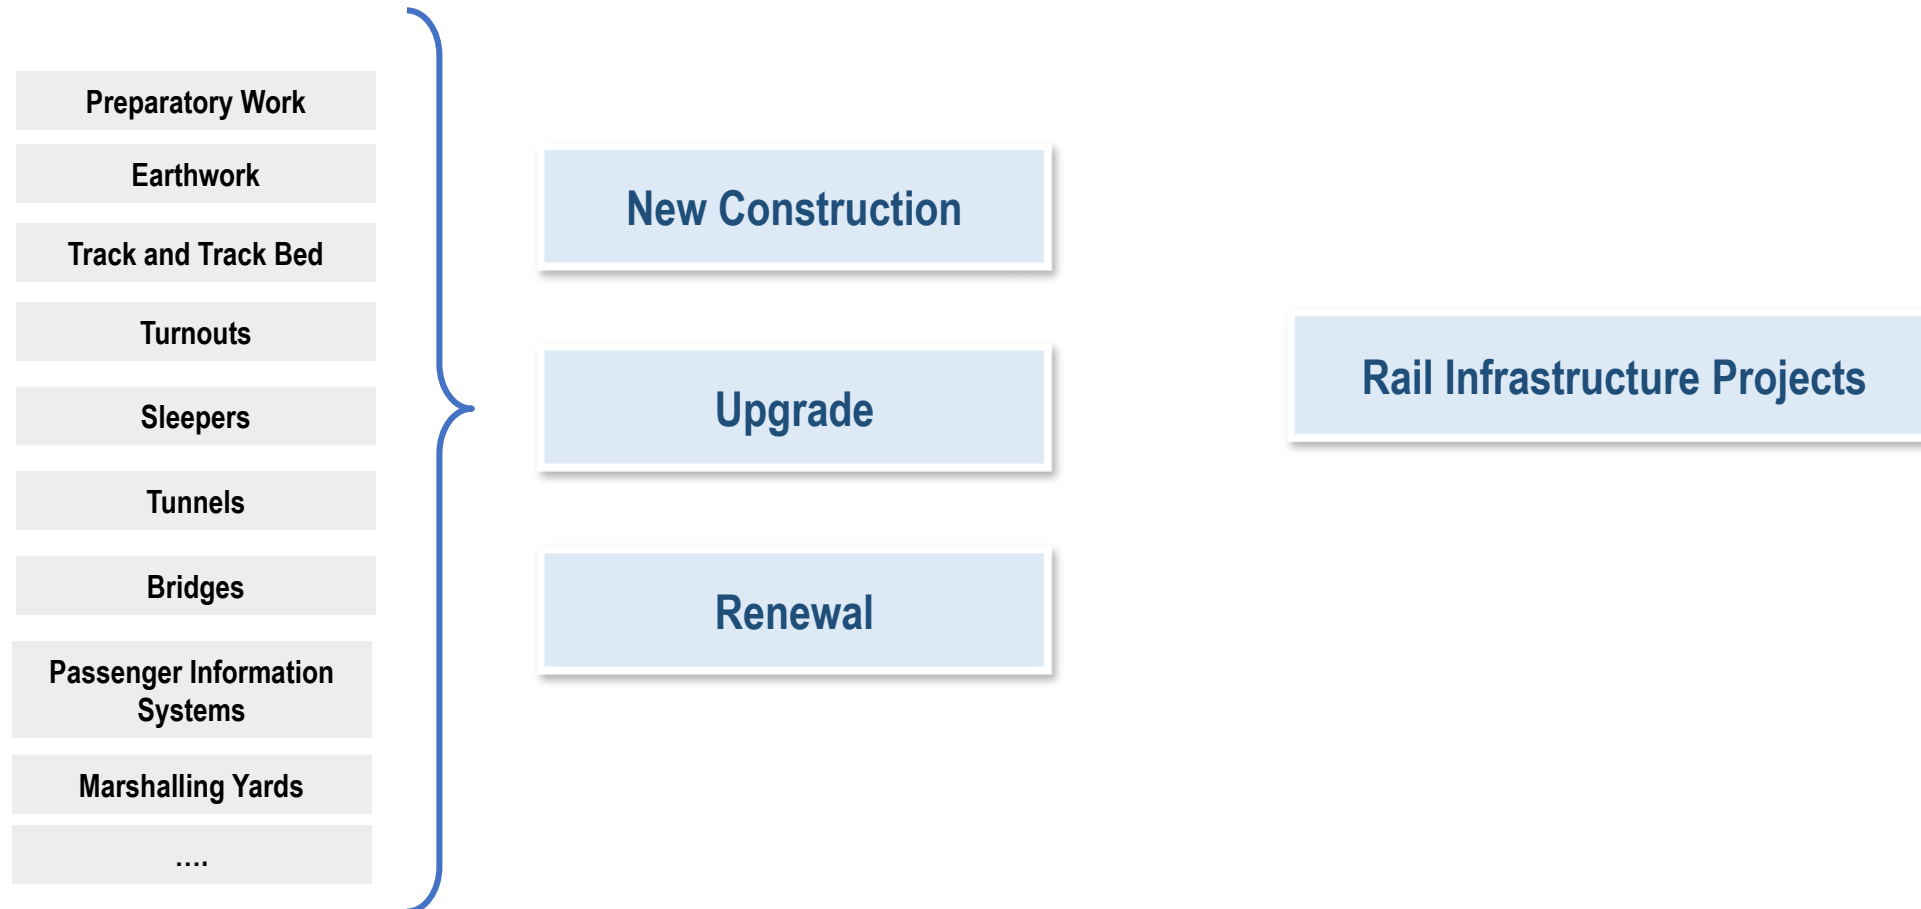 Preparatory Work
Earthwork
Track and Track Bed
Turnouts
Sleepers
Tunnels
Bridges
Passenger Information
Systems
Marshalling Yards
....
New Construction
Upgrade
Renewal
Rail Infrastructure Projects